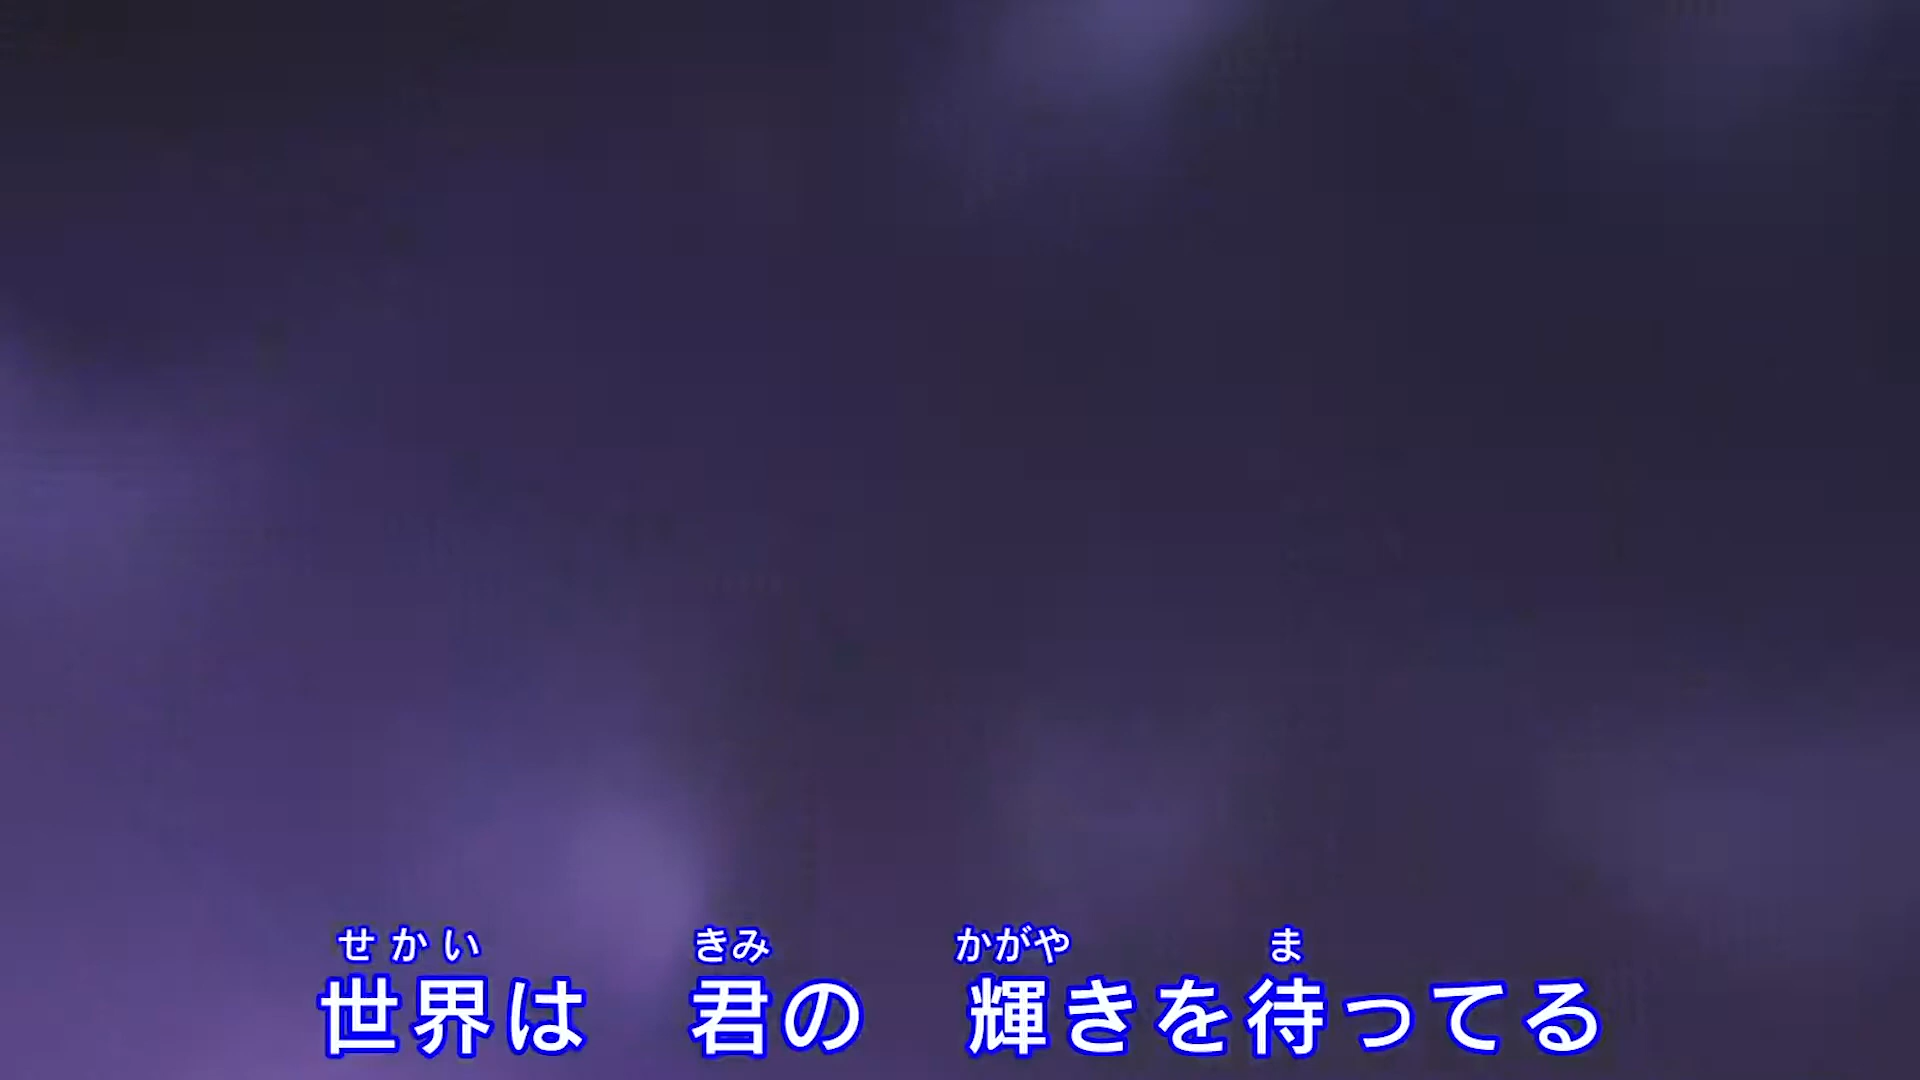 せかい　きみ　かがや　ま
世界は　君の　輝きを待ってる